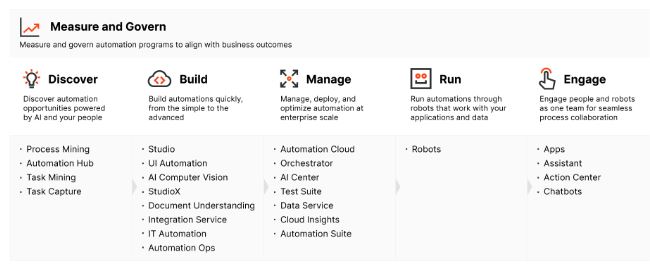 Measure and Govern
Measure and govern automation programs to align with business outcomes
Discover
Discover automation
opportunities powered
by AI and your people
Build
Build automations quickly,
from the simple to the
advanced
Manage
Manage, deploy, and
optimize automation at
enterprise scale
Run
Run automations through
robots that work with your
applications and data
Engage
Engage people and robots
as one team for seamless
process collaboration
· Process Mining
· Automation Hub
· Task Mining
· Task Capture
· Studio
· UI Automation
· AI Computer Vision
· StudioX
· Document Understanding
· Integration Service
· IT Automation
· Automation Ops
· Automation Cloud
· Orchestrator
· AI Center
· Test Suite
· Data Service
· Cloud Insights
· Automation Suite
· Robots
· Apps
· Assistant
· Action Center
· Chatbots